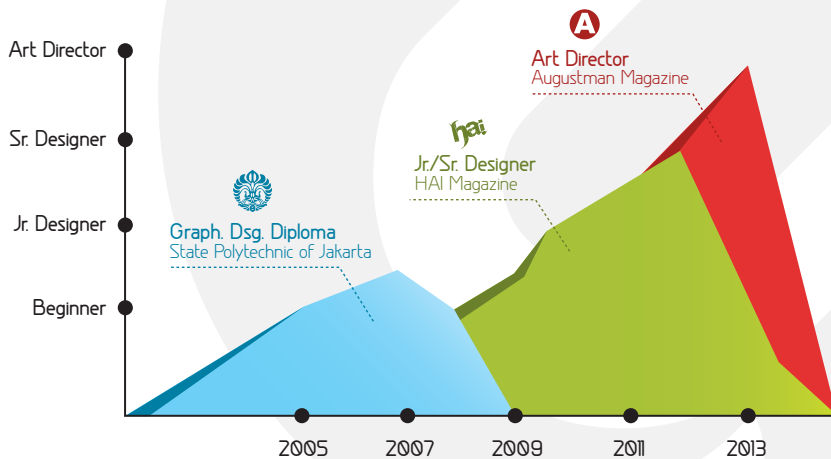 A
Art Director
Art Director
Augustman Magazine
Sr. Designer
hai
Jr./Sr. Designer
HAI Magazine
Jr. Designer
Graph. Dsg. Diploma
State Polytechnic of Jakarta
Beginner
2005
2007
2009
2011
2013